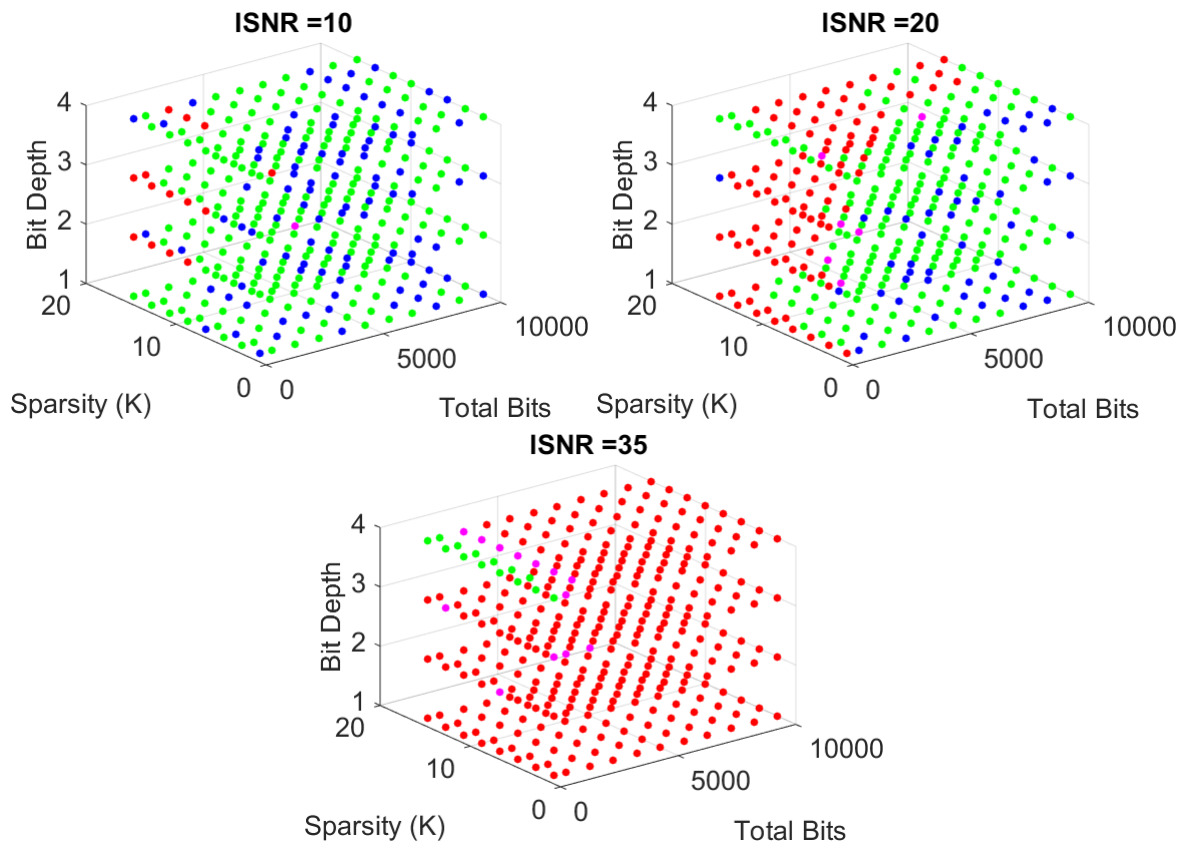 ISNR =10
4
3
2
1
Bit Depth
20
10
0
Sparsity (K)
0
5000
10000
Total Bits
ISNR =20
4
3
2
1
Bit Depth
20
10
0
Sparsity (K)
0
5000
10000
Total Bits
ISNR =35
4
3
2
1
Bit Depth
20
10
0
Sparsity (K)
0
5000
10000
Total Bits